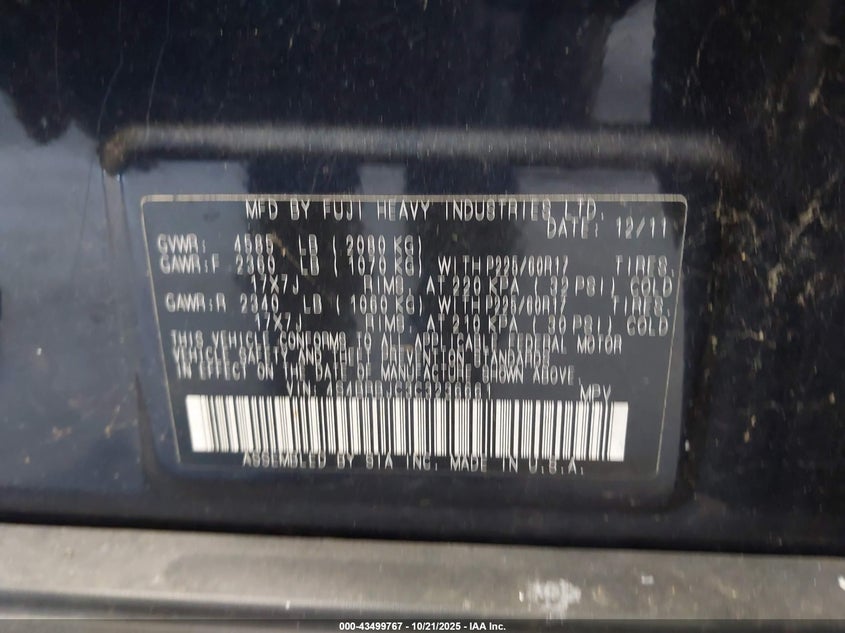 MFD BY FUJI HEAVY INDUSTRIES LTD.
DATE: 12/11
GVWR: 4585 LB (2080 KG)
GAWR:F 2360 LB (1070 KG) WITH P225/60R17 TIRES,
17X7J RIMS, AT 220 KPA (32 PSI) COLD
GAWR:R 2340 LB (1060 KG) WITH P225/60R17 TIRES,
17X7J RIMS, AT 210 KPA (30 PSI) COLD
THIS VEHICLE CONFORMS TO ALL APPLICABLE FEDERAL MOTOR
VEHICLE SAFETY AND THEFT PREVENTION STANDARDS
IN EFFECT ON THE DATE OF MANUFACTURE SHOWN ABOVE.
VIN: MPV
ASSEMBLED BY SIA INC. MADE IN U.S.A.
000-43499767 - 10/21/2025 - IAA Inc.